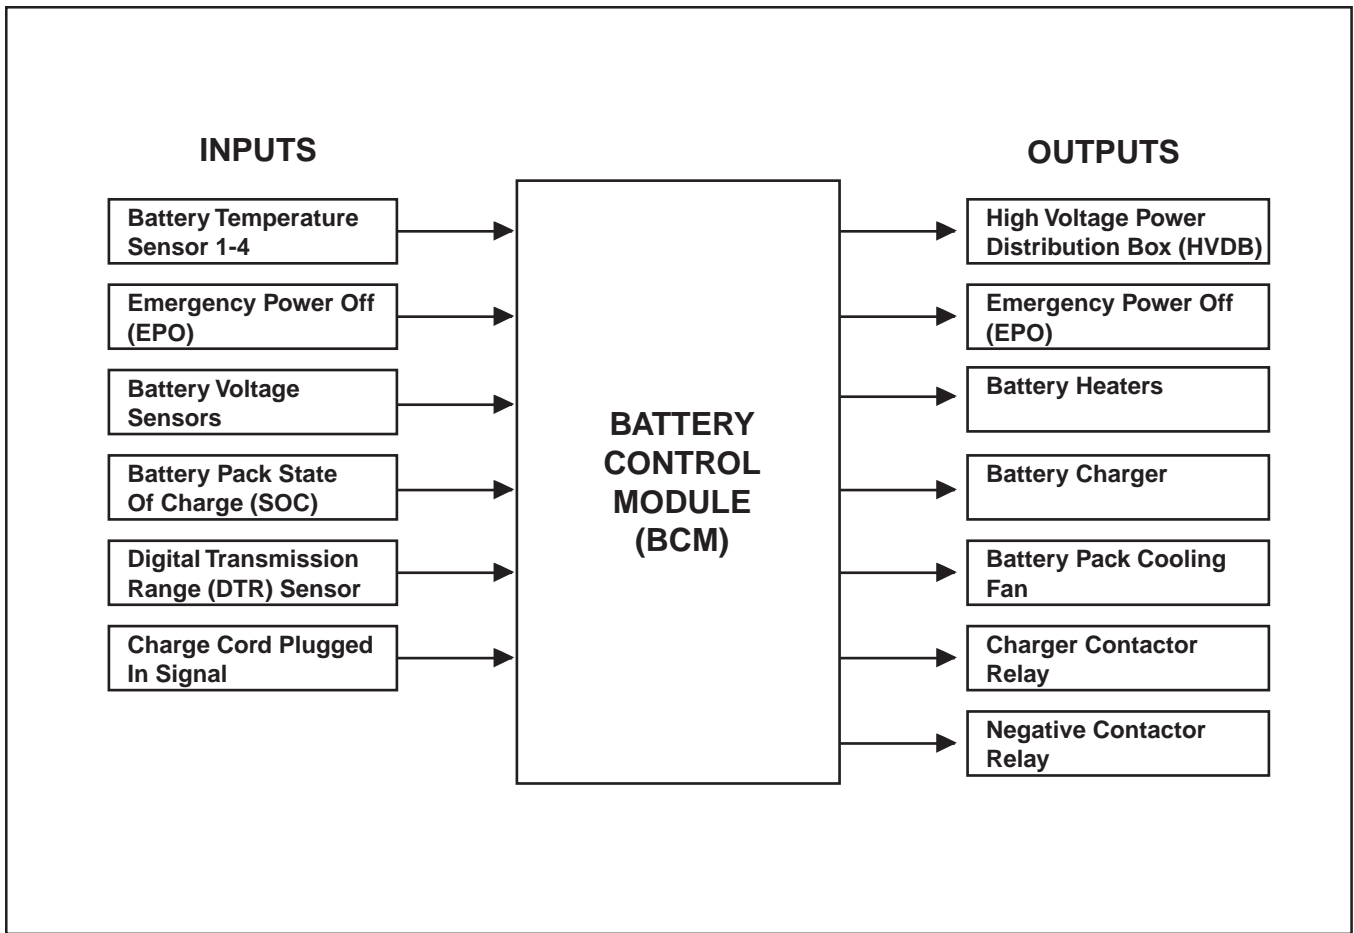 INPUTS
Battery Temperature
Sensor 1-4
Emergency Power Off
(EPO)
Battery Voltage
Sensors
Battery Pack State
Of Charge (SOC)
Digital Transmission
Range (DTR) Sensor
Charge Cord Plugged
In Signal
BATTERY
CONTROL
MODULE
(BCM)
OUTPUTS
High Voltage Power
Distribution Box (HVDB)
Emergency Power Off
(EPO)
Battery Heaters
Battery Charger
Battery Pack Cooling
Fan
Charger Contactor
Relay
Negative Contactor
Relay